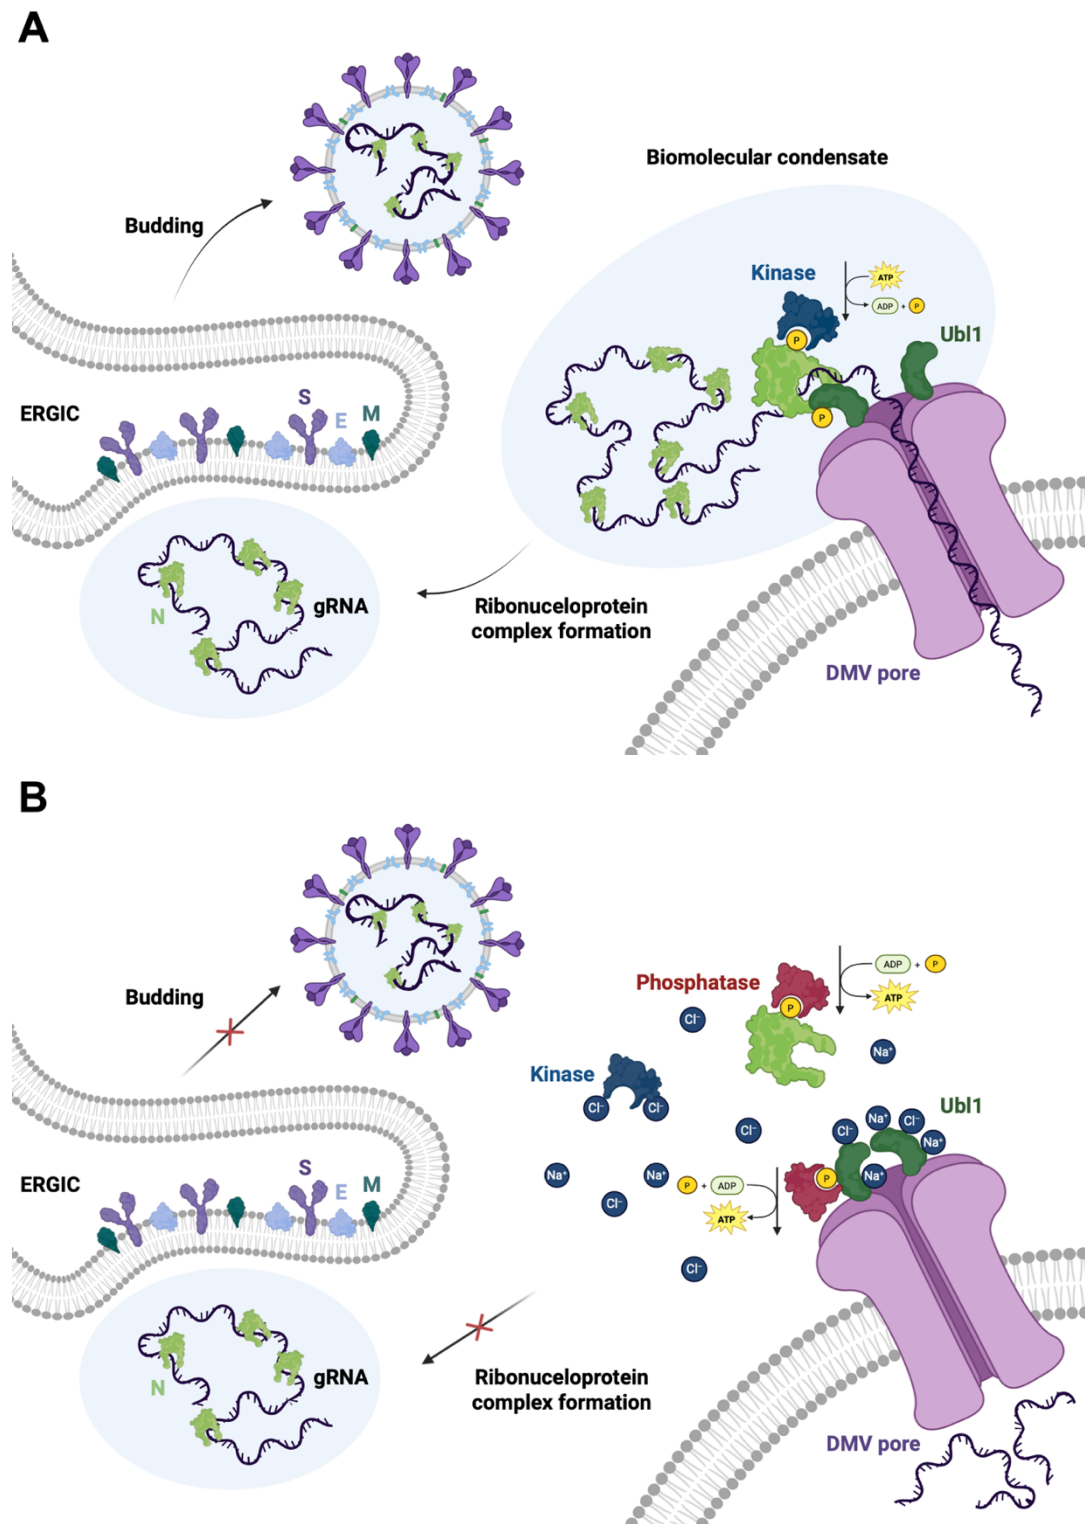 A
Biomolecular condensate
Budding
Kinase
ATP
ADP + P
P
Ubl1
S
E
M
ERGIC
P
N
gRNA
Ribonuceloprotein
complex formation
DMV pore
B
Budding
Phosphatase
ADP + P
ATP
P
Cl⁻
Na⁺
Kinase
Cl⁻
Cl⁻
Cl⁻
Cl⁻
Na⁺
Cl⁻
Na⁺
Ubl1
S
E
M
ERGIC
Na⁺
Na⁺
P + ADP
ATP
P
Na⁺
Cl⁻
Cl⁻
N
gRNA
Ribonuceloprotein
complex formation
DMV pore